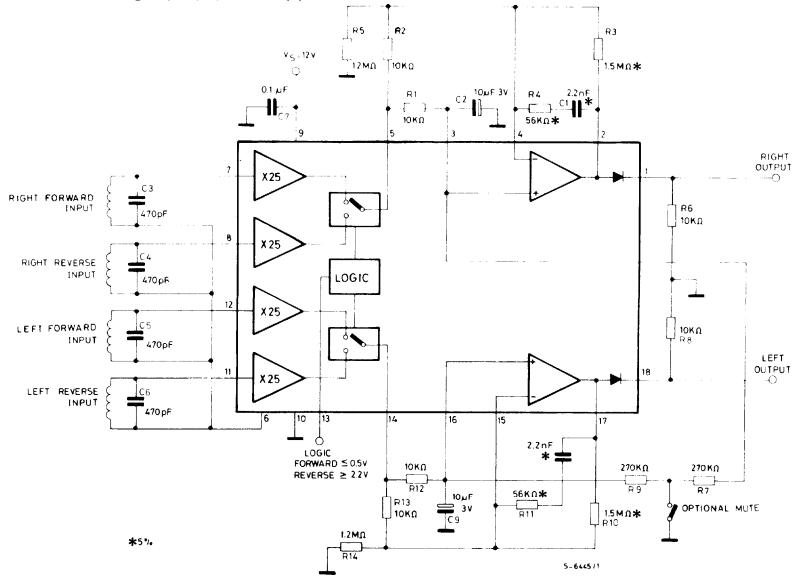 R5
12MΩ
R2
10KΩ
R3
1.5MΩ*
VS=12V
0.1µF
C7
R1
10KΩ
C2
10µF 3V
R4
56KΩ*
2.2nF
C1
*
9
5
3
4
2
RIGHT FORWARD
INPUT
C3
470pF
7
X25
1
RIGHT
OUTPUT
RIGHT REVERSE
INPUT
C4
470pF
8
X25
R6
10KΩ
LOGIC
LEFT FORWARD
INPUT
C5
470pF
12
X25
10KΩ
R8
LEFT REVERSE
INPUT
C6
470pF
11
X25
18
LEFT
OUTPUT
6
10
13
14
16
15
17
LOGIC
FORWARD ≤0.5V
REVERSE ≥ 2.2V
10KΩ
R12
2.2nF
*
270KΩ
R9
270KΩ
R7
R13
10KΩ
10µF
3V
C9
56KΩ*
R11
1.5MΩ*
R10
OPTIONAL MUTE
1.2MΩ
R14
*5%
S-6445/1